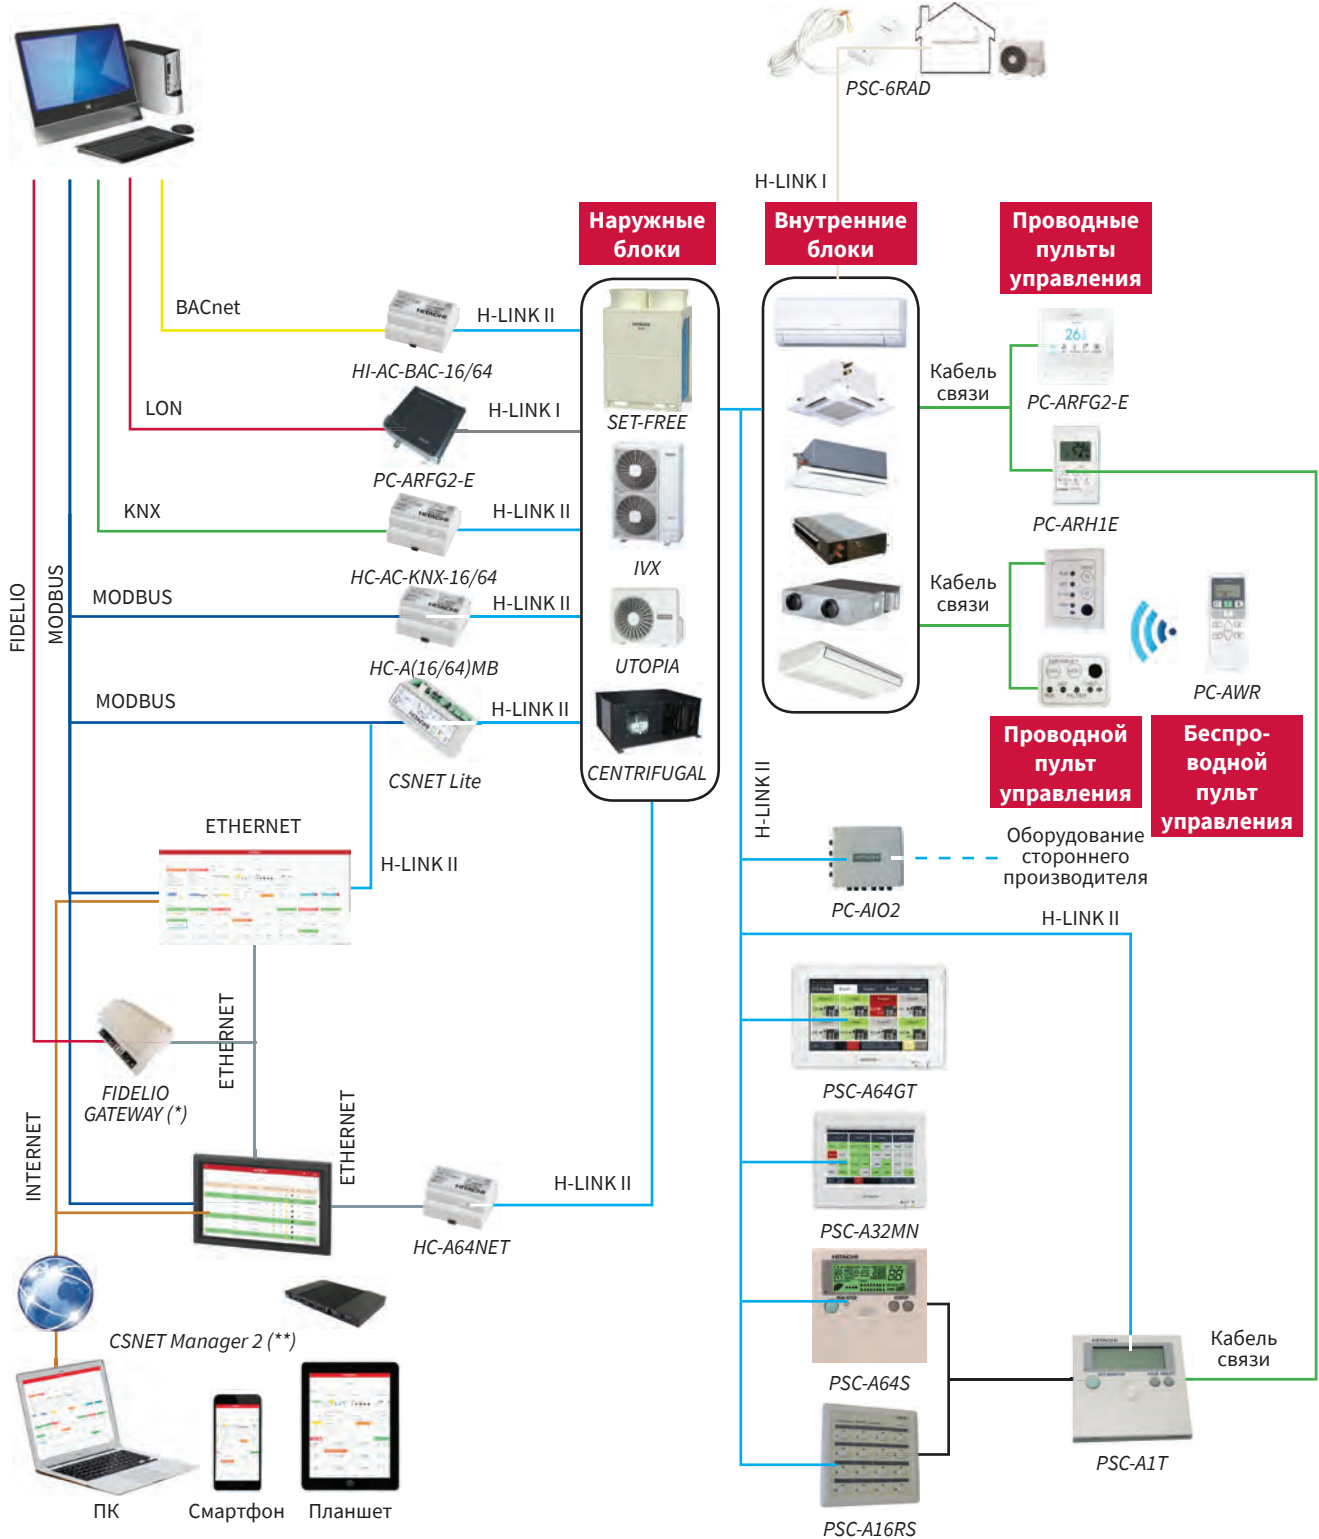 PSC-6RAD
H-LINK I
Наружные
блоки
Внутренние
блоки
Проводные
пульты
управления
BACnet
H-LINK II
HI-AC-BAC-16/64
LON
H-LINK I
PC-ARFG2-E
KNX
H-LINK II
HC-AC-KNX-16/64
MODBUS
H-LINK II
HC-A(16/64)MB
MODBUS
H-LINK II
CSNET Lite
FIDELIO
MODBUS
SET-FREE
IVX
UTOPIA
CENTRIFUGAL
Кабель
связи
PC-ARFG2-E
PC-ARH1E
Кабель
связи
PC-AWR
Проводной
пульт
управления
Беспро-
водной
пульт
управления
ETHERNET
H-LINK II
H-LINK II
PC-AIO2
Оборудование
стороннего
производителя
H-LINK II
ETHERNET
FIDELIO
GATEWAY (*)
INTERNET
ETHERNET
HC-A64NET
H-LINK II
PSC-A64GT
PSC-A32MN
HITACHI
PSC-A64S
PSC-A16RS
HITACHI
PSC-A1T
Кабель
связи
CSNET Manager 2 (**)
ПК
Смартфон
Планшет